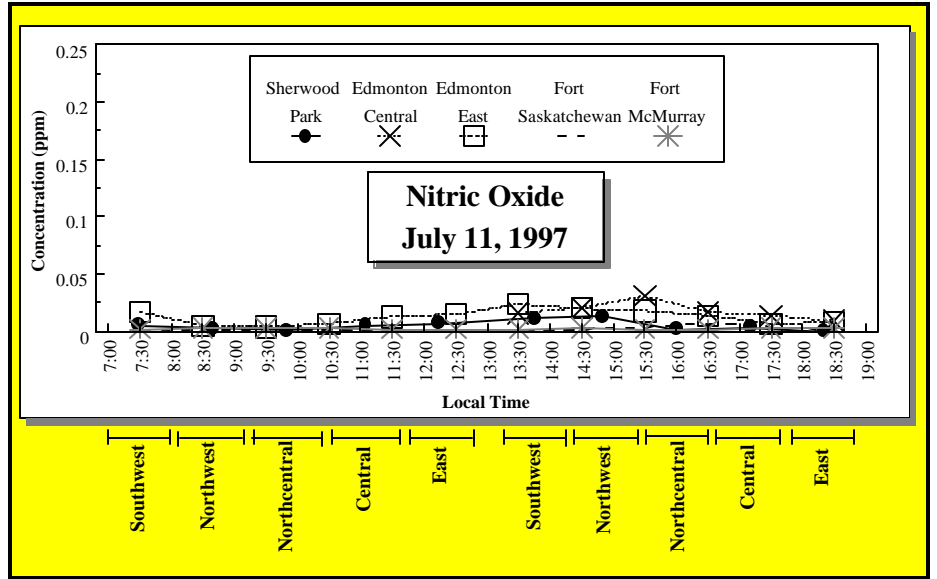 0.25
0.2
0.15
0.1
0.05
0
Concentration (ppm)
Sherwood Edmonton Edmonton Fort Fort
Park Central East Saskatchewan McMurray
Nitric Oxide
July 11, 1997
7:00 7:30 8:00 8:30 9:00 9:30 10:00 10:30 11:00 11:30 12:00 12:30 13:00 13:30 14:00 14:30 15:00 15:30 16:00 16:30 17:00 17:30 18:00 18:30 19:00
Local Time
Southwest Northwest Northcentral Central East Southwest Northwest Northcentral Central East